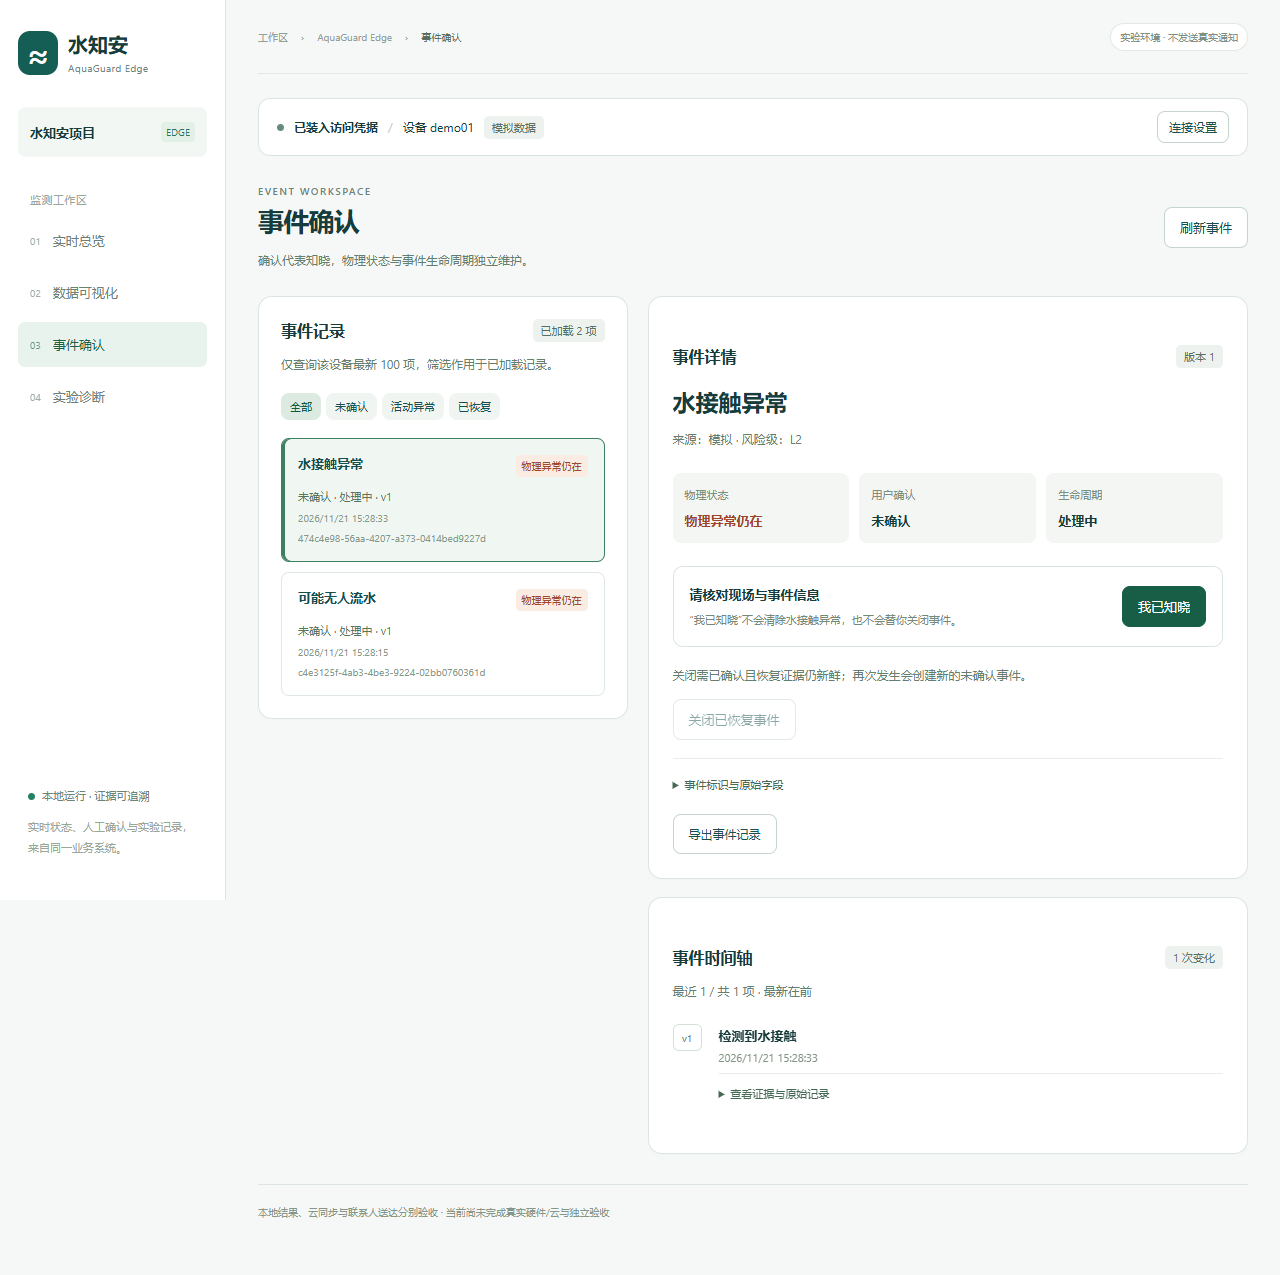 水知安
AquaGuard Edge
水知安项目
EDGE
监测工作区
01 实时总览
02 数据可视化
03 事件确认
04 实验诊断
本地运行 · 证据可追溯
实时状态、人工确认与实验记录，
来自同一业务系统。
工作区 › AquaGuard Edge › 事件确认
实验环境 · 不发送真实通知
已装入访问凭据 / 设备 demo01 模拟数据
连接设置
EVENT WORKSPACE
事件确认
确认代表知晓，物理状态与事件生命周期独立维护。
刷新事件
事件记录
已加载 2 项
仅查询该设备最新 100 项，筛选作用于已加载记录。
全部 未确认 活动异常 已恢复
水接触异常
物理异常仍在
未确认 · 处理中 · v1
2026/11/21 15:28:33
474c4e98-56aa-4207-a373-0414bed9227d
可能无人流水
物理异常仍在
未确认 · 处理中 · v1
2026/11/21 15:28:15
c4e3125f-4ab3-4be3-9224-02bb0760361d
事件详情
版本 1
水接触异常
来源：模拟 · 风险级：L2
物理状态
物理异常仍在
用户确认
未确认
生命周期
处理中
请核对现场与事件信息
“我已知晓”不会清除水接触异常，也不会替你关闭事件。
我已知晓
关闭需已确认且恢复证据仍新鲜；再次发生会创建新的未确认事件。
关闭已恢复事件
▶ 事件标识与原始字段
导出事件记录
事件时间轴
1 次变化
最近 1 / 共 1 项 · 最新在前
v1
检测到水接触
2026/11/21 15:28:33
▶ 查看证据与原始记录
本地结果、云同步与联系人送达分别验收 · 当前尚未完成真实硬件/云与独立验收